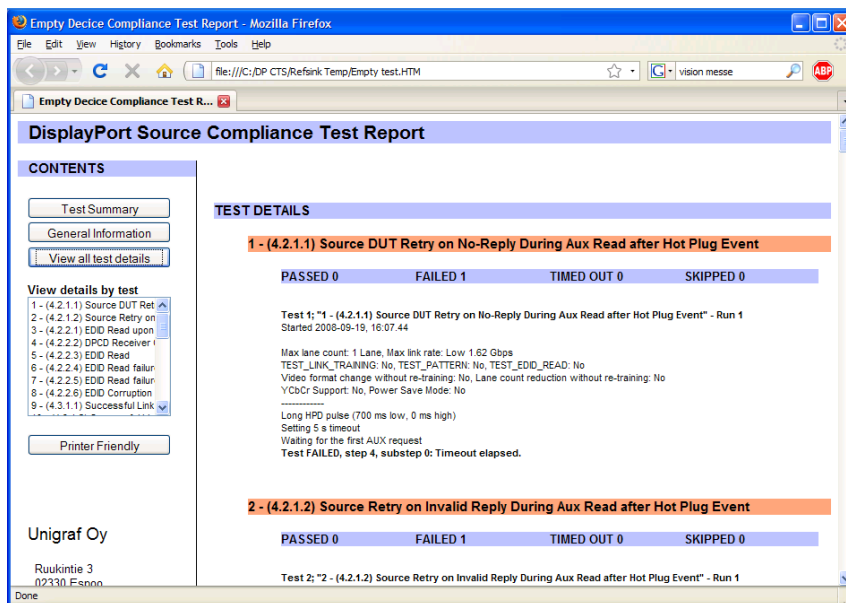 Empty Decice Compliance Test Report - Mozilla Firefox
File Edit View History Bookmarks Tools Help
file:///C:/DP CTS/Refsink Temp/Empty test.HTM
G vision messe
ABP
Empty Decice Compliance Test R...
DisplayPort Source Compliance Test Report
CONTENTS
Test Summary
General Information
View all test details
View details by test
1 - (4.2.1.1) Source DUT Ret
2 - (4.2.1.2) Source Retry on
3 - (4.2.2.1) EDID Read upon
4 - (4.2.2.2) DPCD Receiver
5 - (4.2.2.3) EDID Read
6 - (4.2.2.4) EDID Read failur
7 - (4.2.2.5) EDID Read failur
8 - (4.2.2.6) EDID Corruption
9 - (4.3.1.1) Successful Link
Printer Friendly
Unigraf Oy
Ruukintie 3
02330 Espoo
TEST DETAILS
1 - (4.2.1.1) Source DUT Retry on No-Reply During Aux Read after Hot Plug Event
PASSED 0 FAILED 1 TIMED OUT 0 SKIPPED 0
Test 1; "1 - (4.2.1.1) Source DUT Retry on No-Reply During Aux Read after Hot Plug Event" - Run 1
Started 2008-09-19, 16:07.44
Max lane count: 1 Lane, Max link rate: Low 1.62 Gbps
TEST_LINK_TRAINING: No, TEST_PATTERN: No, TEST_EDID_READ: No
Video format change without re-training: No, Lane count reduction without re-training: No
YCbCr Support: No, Power Save Mode: No
------------
Long HPD pulse (700 ms low, 0 ms high)
Setting 5 s timeout
Waiting for the first AUX request
Test FAILED, step 4, substep 0: Timeout elapsed.
2 - (4.2.1.2) Source Retry on Invalid Reply During Aux Read after Hot Plug Event
PASSED 0 FAILED 1 TIMED OUT 0 SKIPPED 0
Test 2; "2 - (4.2.1.2) Source Retry on Invalid Reply During Aux Read after Hot Plug Event" - Run 1
Done